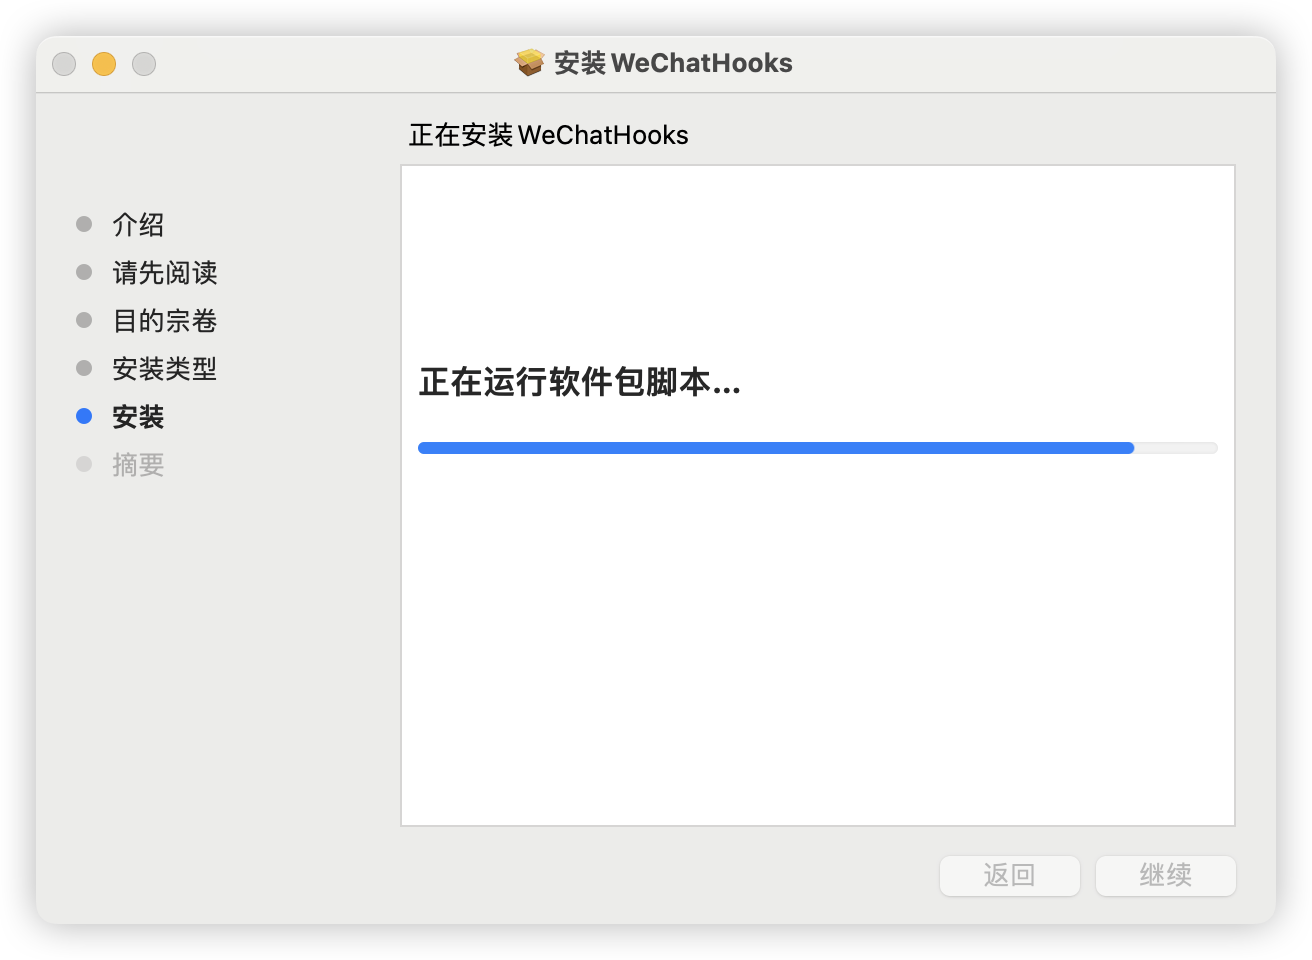 安装 WeChatHooks
正在安装 WeChatHooks
介绍
请先阅读
目的宗卷
安装类型
安装
摘要
正在运行软件包脚本...
返回
继续